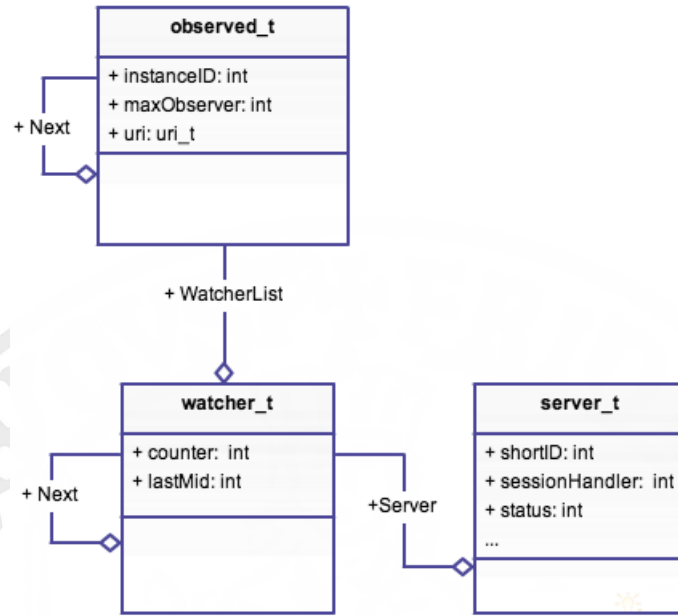 observed_t
+ instanceID: int
+ maxObserver: int
+ uri: uri_t
+ Next
+ WatcherList
watcher_t
+ counter:  int
+ lastMid: int
+ Next
+Server
server_t
+ shortID: int
+ sessionHandler:  int
+ status: int
...